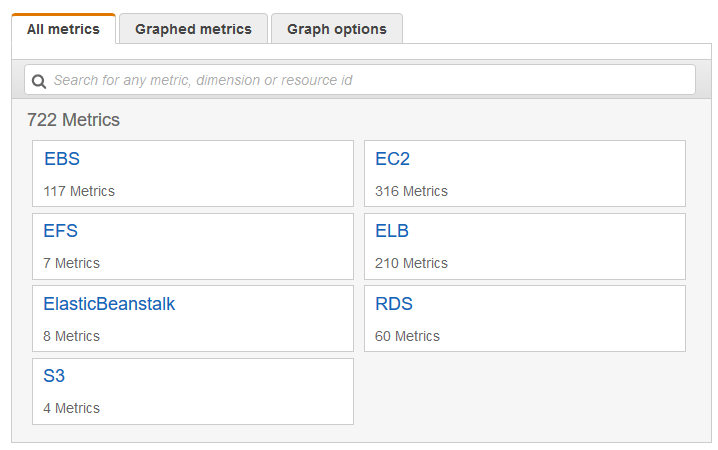 All metrics
Graphed metrics
Graph options
Search for any metric, dimension or resource id
722 Metrics
EBS
117 Metrics
EC2
316 Metrics
EFS
7 Metrics
ELB
210 Metrics
ElasticBeanstalk
8 Metrics
RDS
60 Metrics
S3
4 Metrics